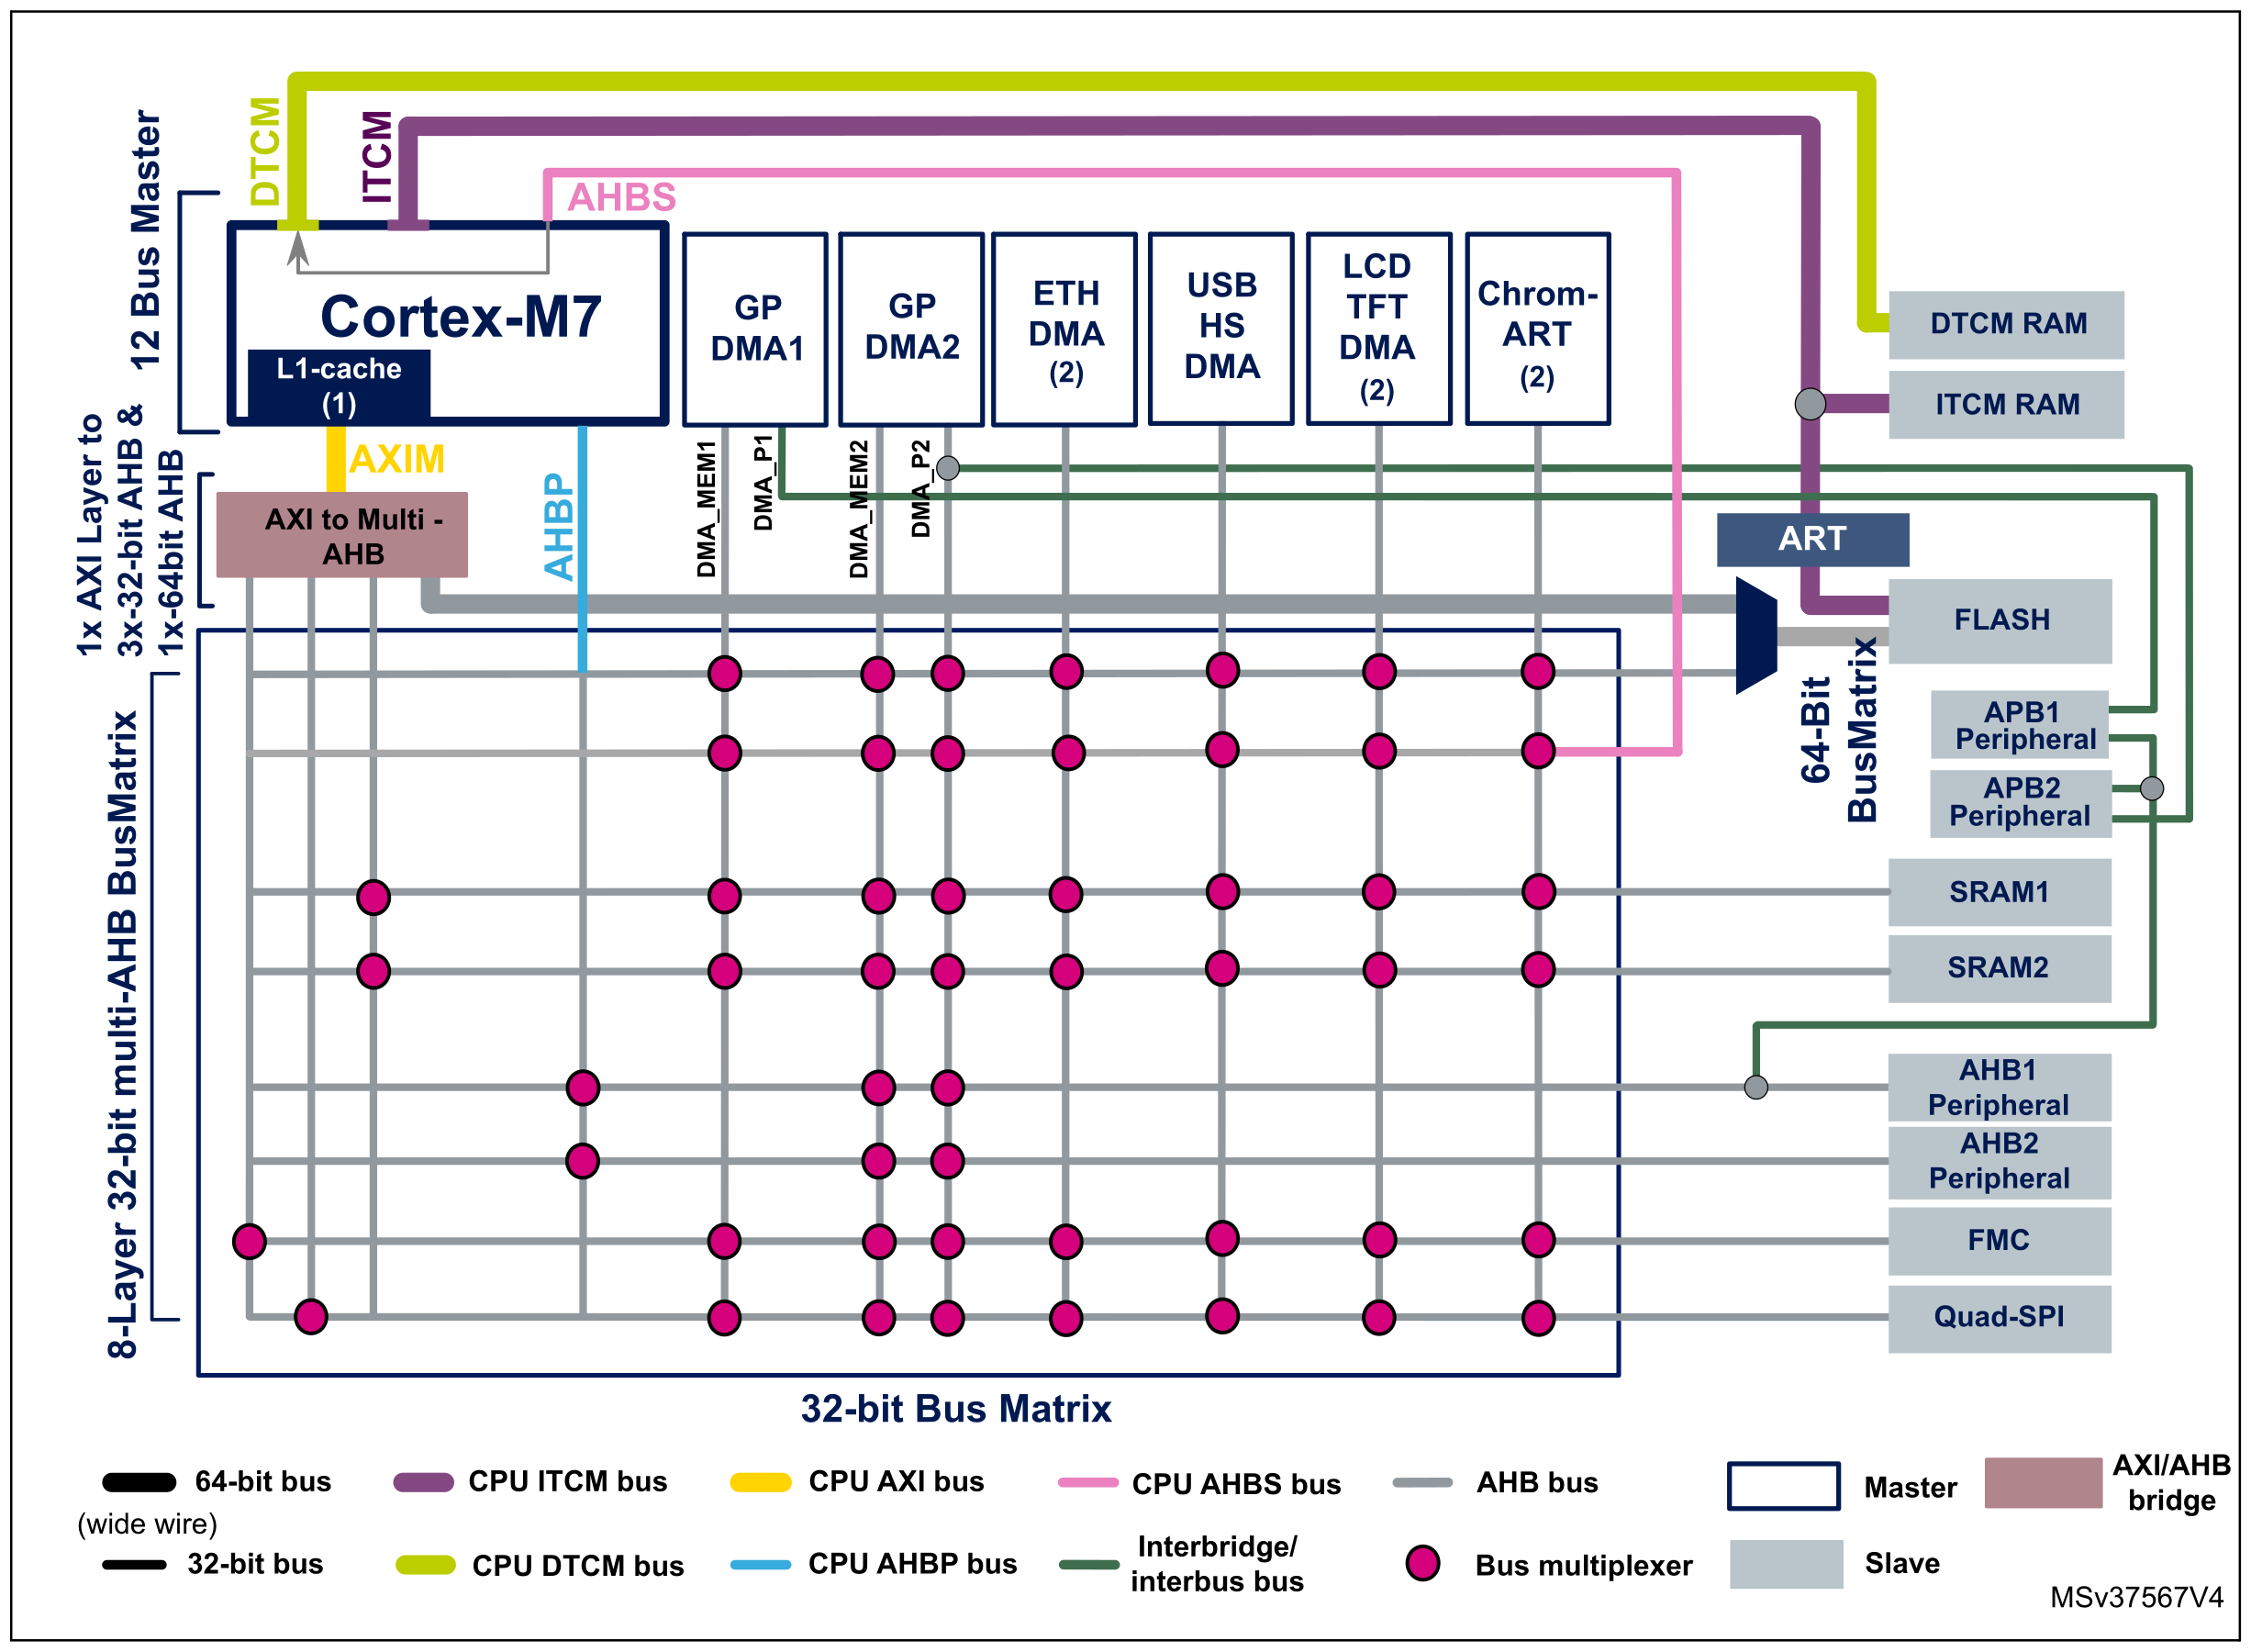 12 Bus Master
DTCM
ITCM
AHBS
Cortex-M7
L1-cache
(1)
GP
DMA1
GP
DMA2
ETH
DMA
(2)
USB
HS
DMA
LCD
TFT
DMA
(2)
Chrom-
ART
(2)
DTCM RAM
ITCM RAM
1x AXI Layer to
3x-32-bit AHB &
1x-64bit AHB
AXIM
AXI to Multi -
AHB
AHBP
DMA_MEM1
DMA_P1
DMA_MEM2
DMA_P2
ART
FLASH
64-Bit
BusMatrix
APB1
Peripheral
APB2
Peripheral
8-Layer 32-bit multi-AHB BusMatrix
SRAM1
SRAM2
AHB1
Peripheral
AHB2
Peripheral
FMC
Quad-SPI
32-bit Bus Matrix
64-bit bus
(wide wire)
32-bit bus
CPU ITCM bus
CPU DTCM bus
CPU AXI bus
CPU AHBP bus
CPU AHBS bus
Interbridge/
interbus bus
AHB bus
Bus multiplexer
Master
Slave
AXI/AHB
bridge
MSv37567V4